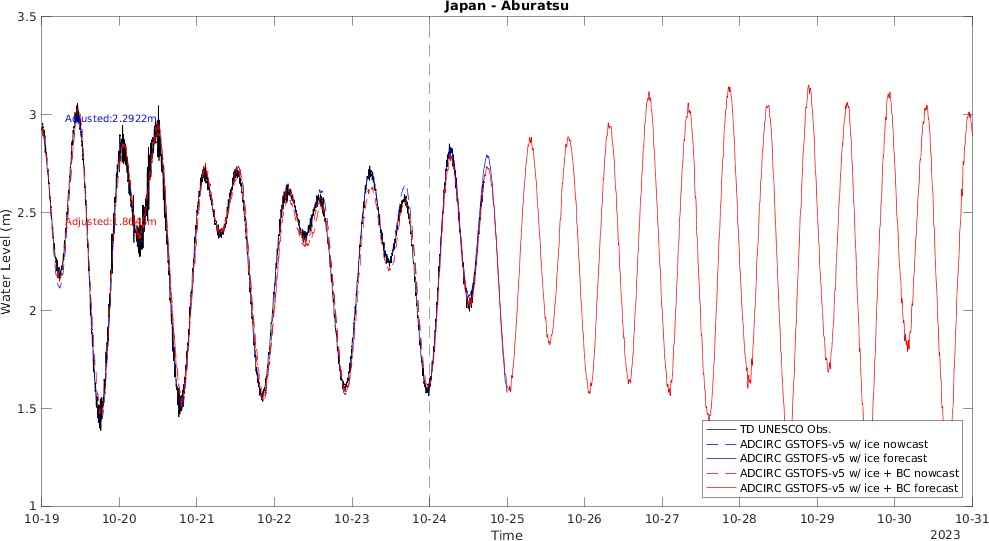 Japan - Aburatsu
3.5
3
2.5
2
1.5
1
Water Level (m)
Adjusted:2.2922m
TD UNESCO Obs.
ADCIRC GSTOFS-v5 w/ ice nowcast
ADCIRC GSTOFS-v5 w/ ice forecast
ADCIRC GSTOFS-v5 w/ ice + BC nowcast
ADCIRC GSTOFS-v5 w/ ice + BC forecast
10-19 10-20 10-21 10-22 10-23 10-24 10-25 10-26 10-27 10-28 10-29 10-30 10-31
Time
2023